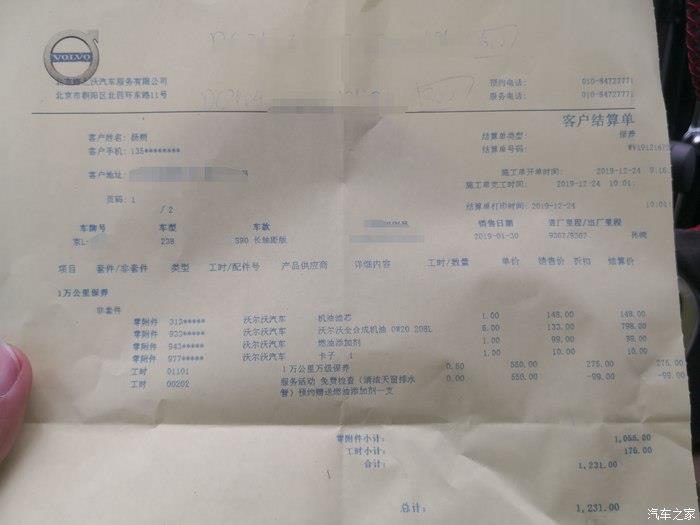 VOLVO
沃汽车服务有限公司
北京市朝阳区北四环东路11号
预约电话: 010-84727771
服务电话: 010-84727771
客户结算单
客户姓名:
结算单类型: 保养
客户手机: 135********
结算单号码:
客户地址:
施工单开单时间: 2019-12-24
施工单完工时间: 2019-12-24 10:01:
页码: 1
/ 2
结算单打印时间: 2019-12-24 10:01:
车牌号 车型 车款 销售日期 进厂里程/出厂里程
京L- 238 S90 长轴距版 2019-01-30 9367/9367
项目 套件/非套件 类型 工时/配件号 产品供应商 详细内容 工时/数量 单价 销售价 折扣 结算价
1万公里保养
非套件
零附件 313***** 沃尔沃汽车 机油滤芯 1.00 148.00 148.00
零附件 933***** 沃尔沃汽车 沃尔沃全合成机油 0W20 208L 6.00 133.00 798.00
零附件 943***** 沃尔沃汽车 燃油添加剂 1.00 99.00 99.00
零附件 977***** 沃尔沃汽车 卡子 1 1.00 10.00 10.00
工时 01101 1万公里万级保养 0.50 550.00 275.00 275.00
工时 00202 服务活动 免费检查(清洁天窗排水 0.00 550.00 -99.00 -99.00
管)预约赠送燃油添加剂一支
零附件小计: 1,055.00
工时小计: 176.00
合计: 1,231.00
总计: 1,231.00
汽车之家